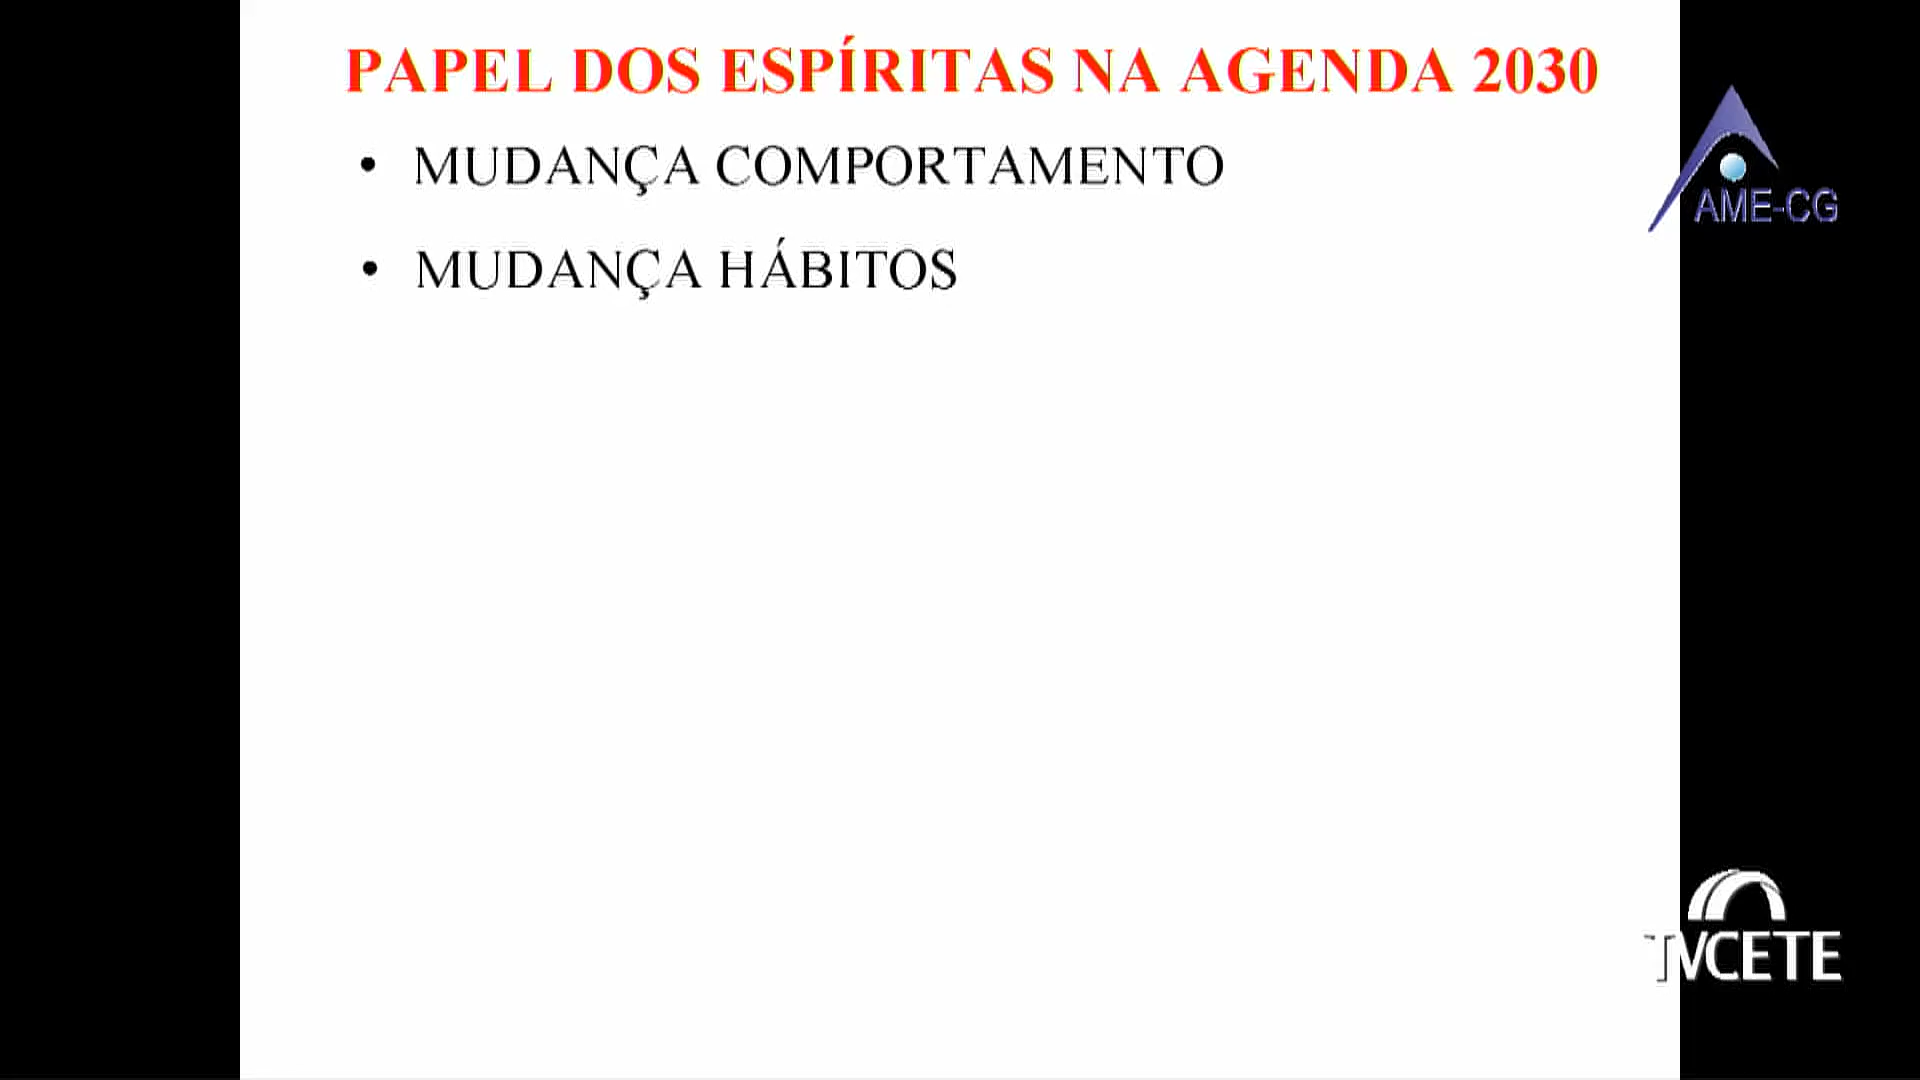 PAPEL DOS ESPÍRITAS NA AGENDA 2030
• MUDANÇA COMPORTAMENTO
AME-CG
• MUDANÇA HÁBITOS
TVCETE